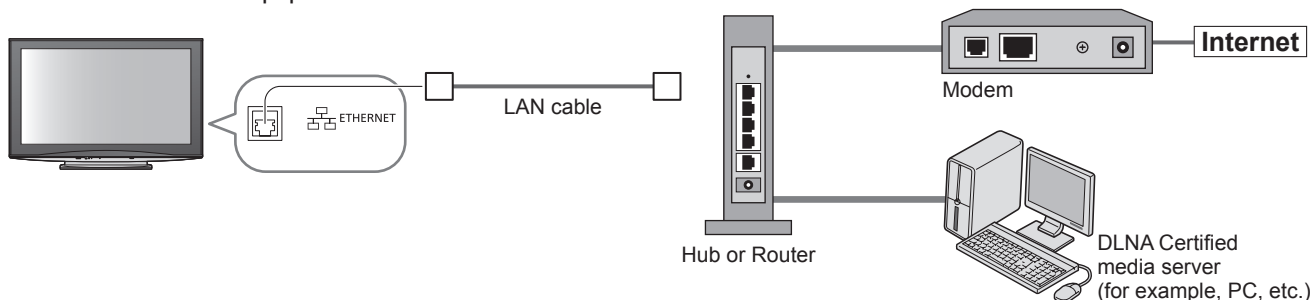 ETHERNET
LAN cable
Hub or Router
Modem
Internet
DLNA Certified
media server
(for example, PC, etc.)